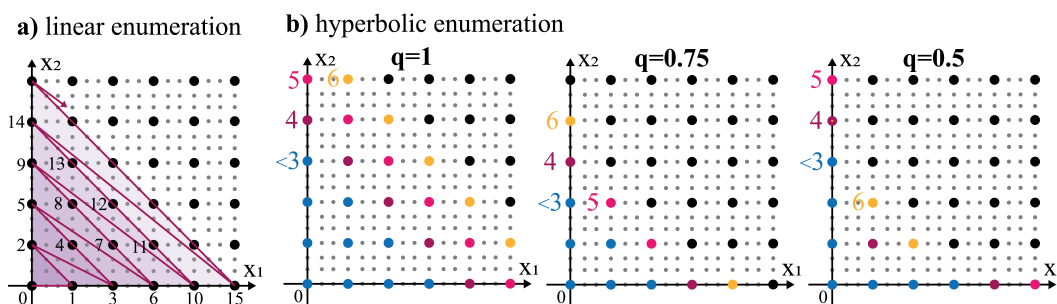 a) linear enumeration
b) hyperbolic enumeration
x₂
14
9 13
5 8 12
2 4 7 11
0 1 3 6 10 15
x₁
q=1
x₂
5 6
4
<3
0
x₁
q=0.75
x₂
6
4
<3 5
0
x₁
q=0.5
x₂
5
4
<3
6
0
x₁